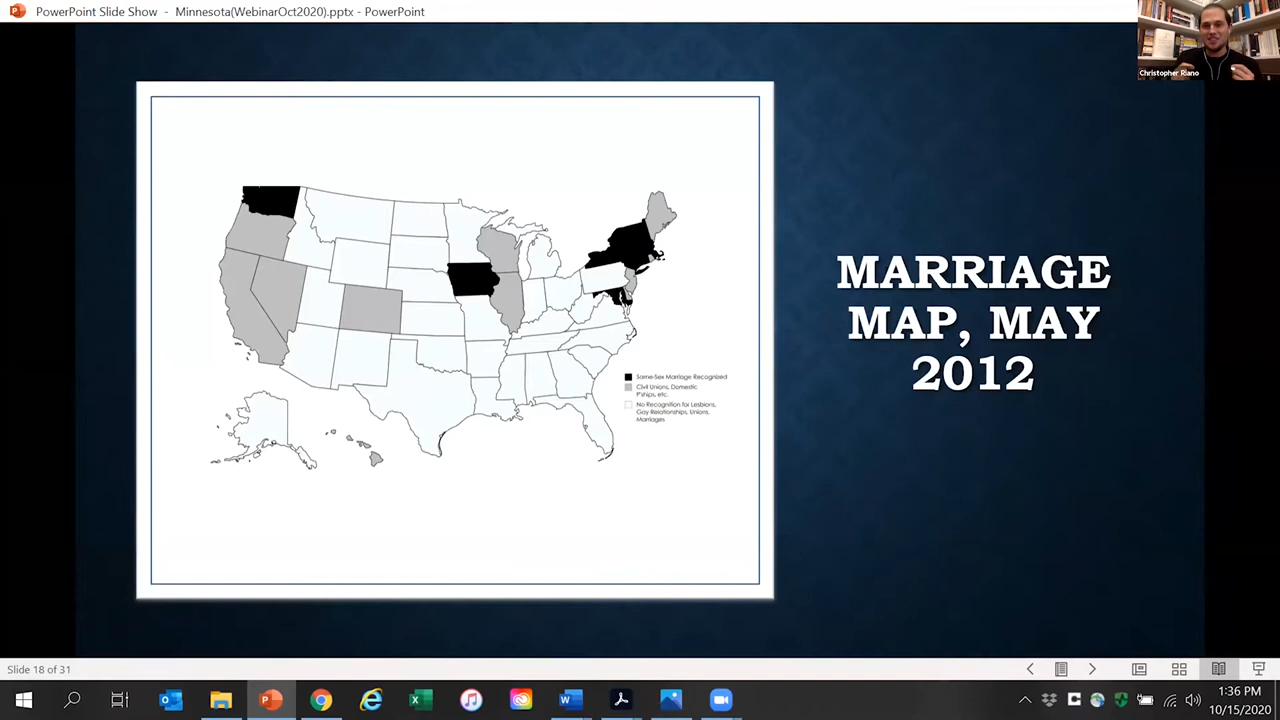 PowerPoint Slide Show - Minnesota(WebinarOct2020).pptx - PowerPoint
Christopher Riano
MARRIAGE
MAP, MAY
2012
Same-Sex Marriage Recognized
Civil Unions, Domestic
P'ships, etc.
No Recognition for Lesbians,
Gay Relationships, Unions,
Marriages
Slide 18 of 31
1:36 PM
10/15/2020